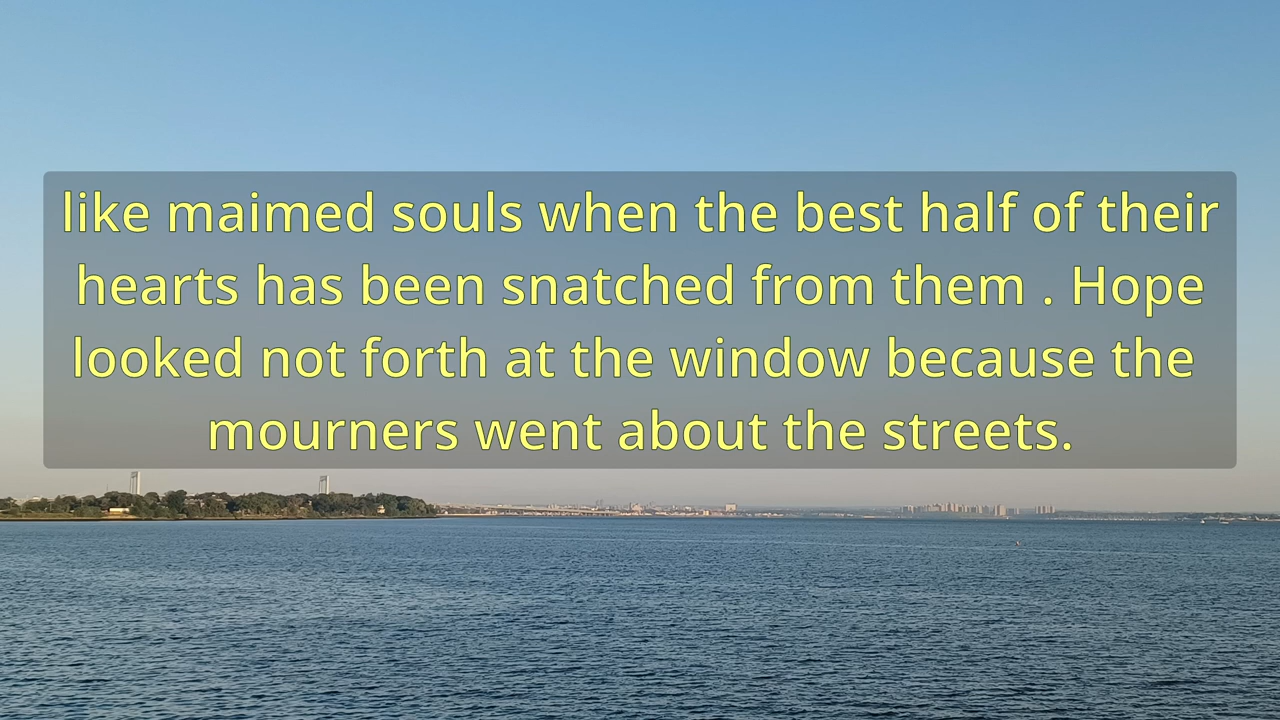 like maimed souls when the best half of their
hearts has been snatched from them . Hope
looked not forth at the window because the
mourners went about the streets.